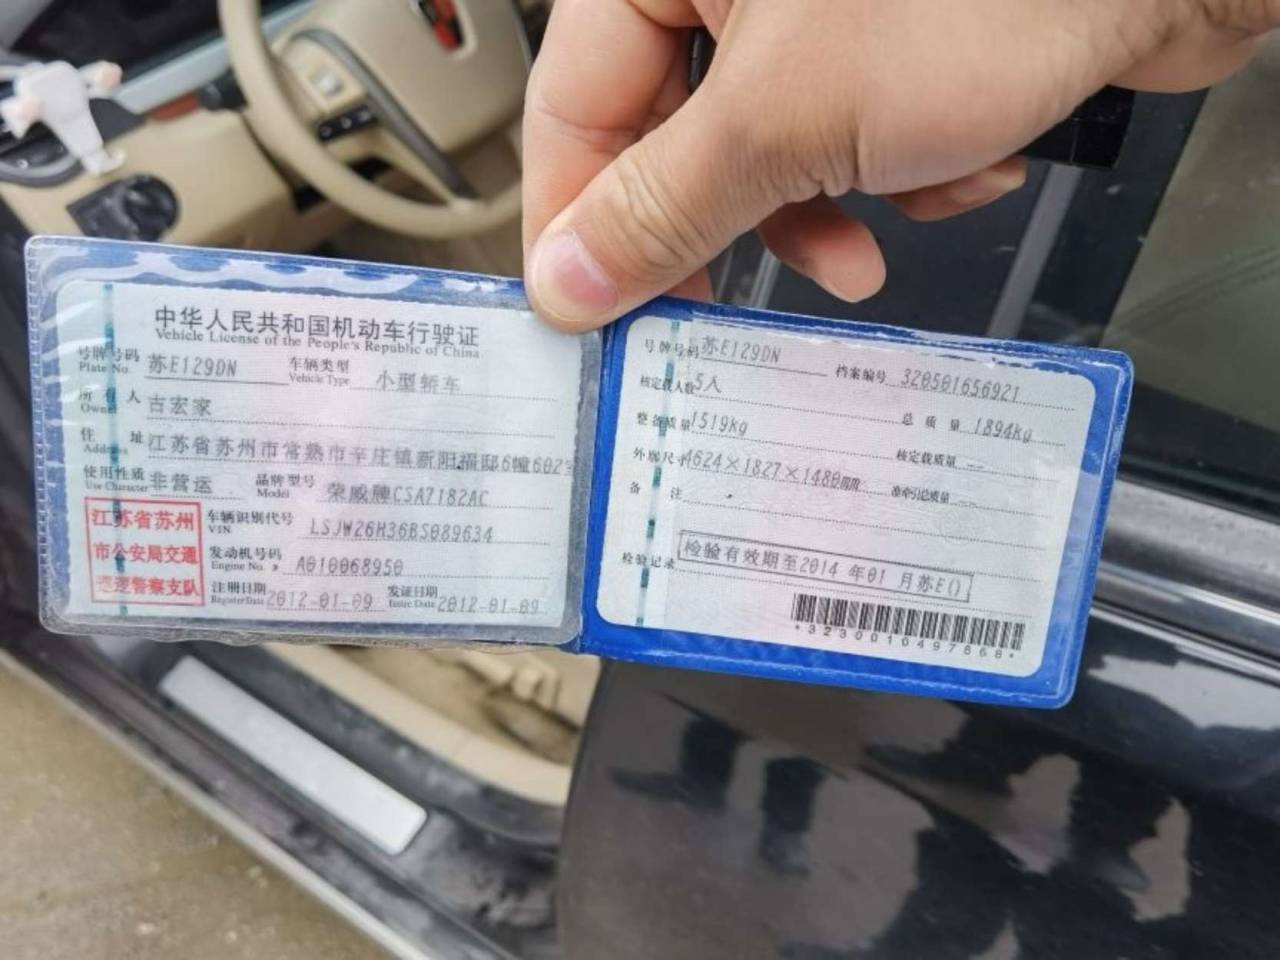 中华人民共和国机动车行驶证
Vehicle License of the People's Republic of China
号牌号码 苏E129DN 车辆类型 小型轿车
Plate No. Vehicle Type
所有人 古宏家
Owner
住址 江苏省苏州市常熟市辛庄镇新阳福邸6幢602
Address
使用性质 非营运 品牌型号 荣威牌CSA7182AC
Use Character Model
江苏省苏州
市公安局交通
巡逻警察支队
车辆识别代号 LSJW26H36BS089634
VIN
发动机号码 A010068950
Engine No.
注册日期 2012-01-09 发证日期 2012-01-09
Register Date Issue Date
号牌号码 苏E129DN 档案编号 320501656921
核定载人数 5人 总质量 1894kg
整备质量 1519kg 核定载质量 --
外廓尺寸 4624×1827×1480 准牵引总质量 --
备注
检验记录 检验有效期至2014 年01 月苏E()
*3230010497868*